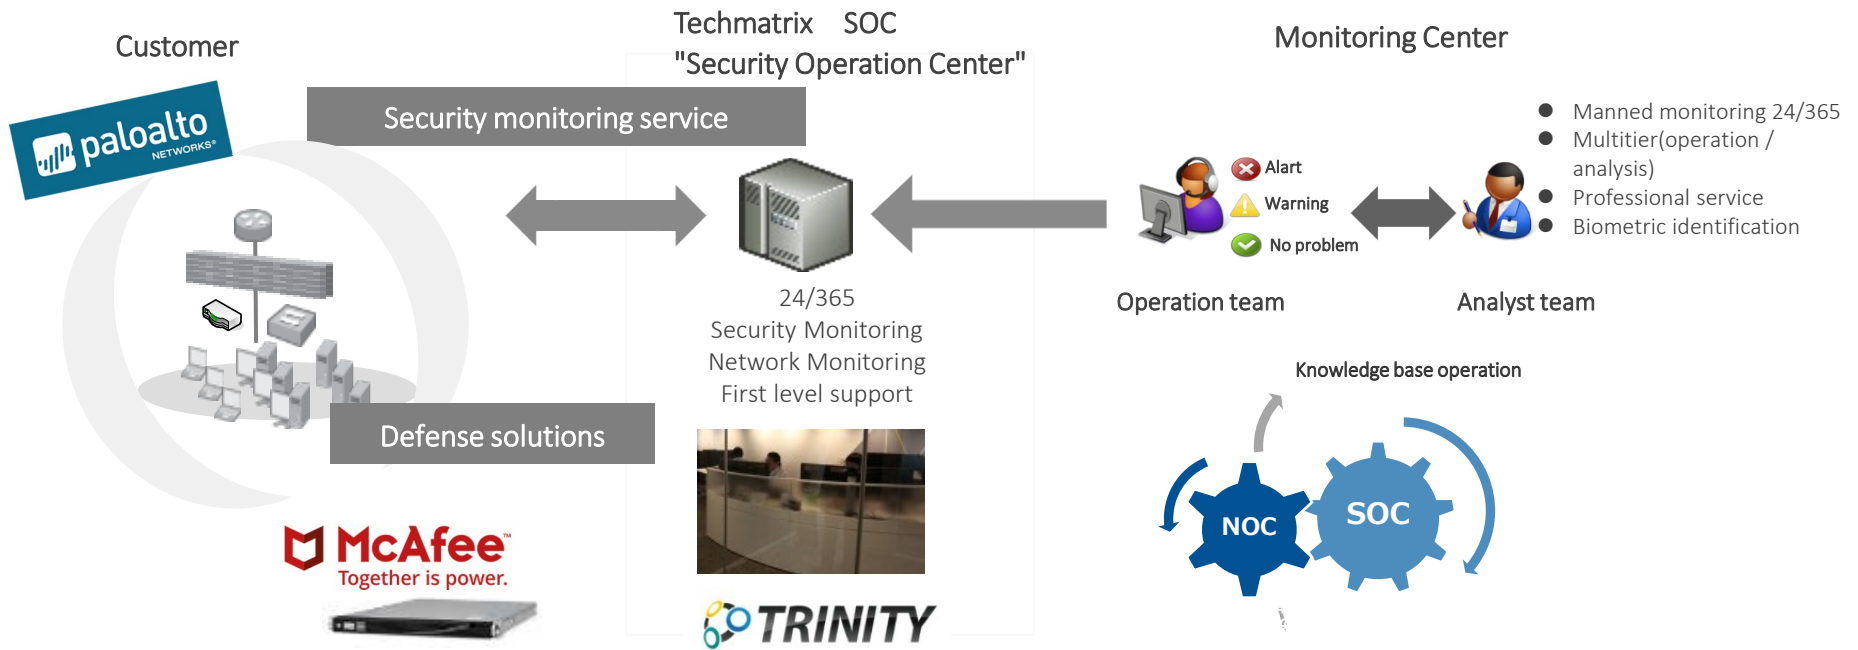 Customer
paloalto
NETWORKS®
Techmatrix SOC
"Security Operation Center"
Security monitoring service
24/365
Security Monitoring
Network Monitoring
First level support
Defense solutions
McAfee™
Together is power.
TRINITY
Monitoring Center
Manned monitoring 24/365
Multitier(operation /
analysis)
Professional service
Biometric identification
Alart
Warning
No problem
Operation team
Analyst team
Knowledge base operation
NOC
SOC